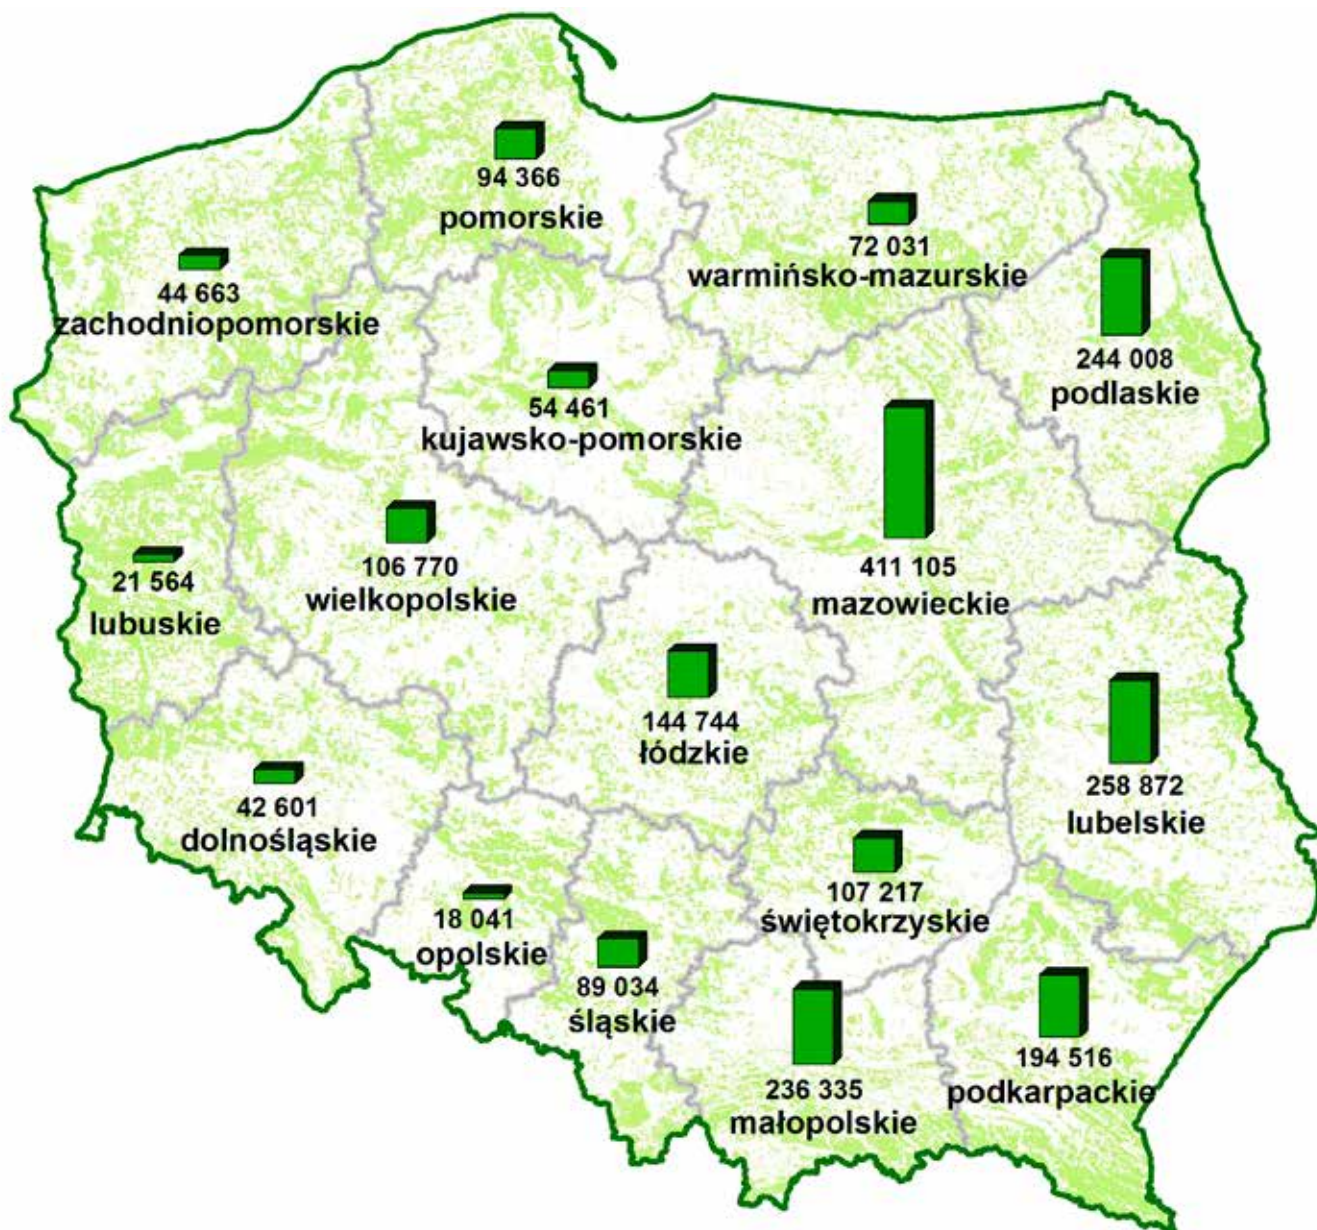 94 366
pomorskie
72 031
warmińsko-mazurskie
44 663
zachodniopomorskie
244 008
podlaskie
54 461
kujawsko-pomorskie
106 770
wielkopolskie
411 105
mazowieckie
21 564
lubuskie
144 744
łódzkie
258 872
lubelskie
42 601
dolnośląskie
107 217
świętokrzyskie
18 041
opolskie
89 034
śląskie
194 516
podkarpackie
236 335
małopolskie